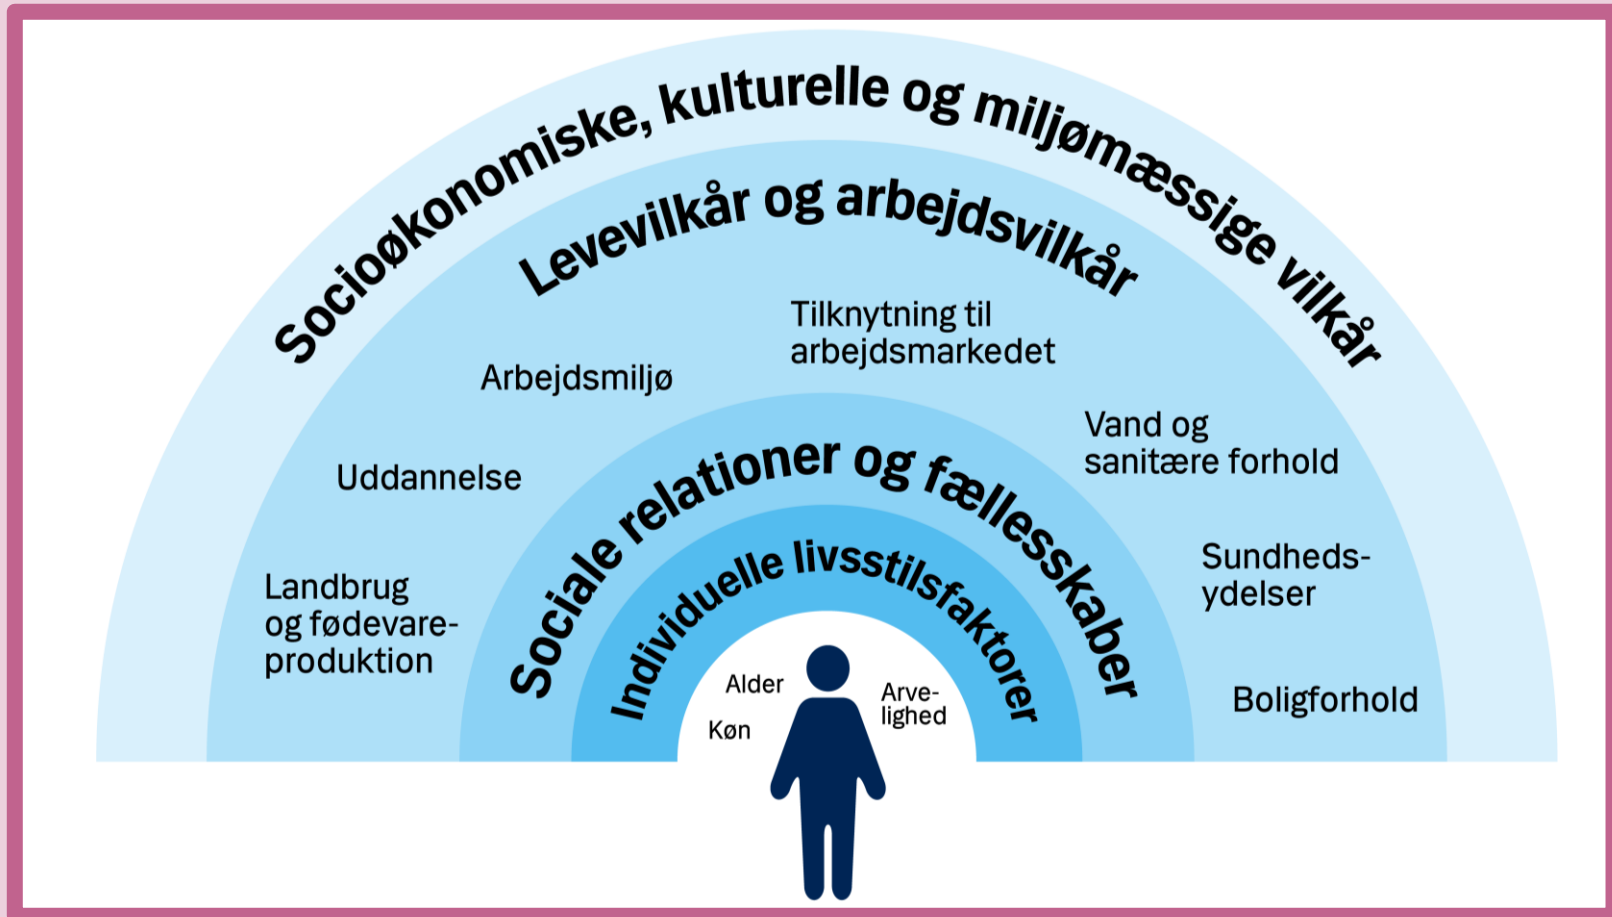 Socioøkonomiske, kulturelle og miljømæssige vilkår
Levevilkår og arbejdsvilkår
Tilknytning til
arbejdsmarkedet
Arbejdsmiljø
Vand og
sanitære forhold
Uddannelse
Sundheds-
ydelser
Landbrug
og fødevare-
produktion
Boligforhold
Sociale relationer og fællesskaber
Individuelle livsstilsfaktorer
Alder
Køn
Arve-
lighed